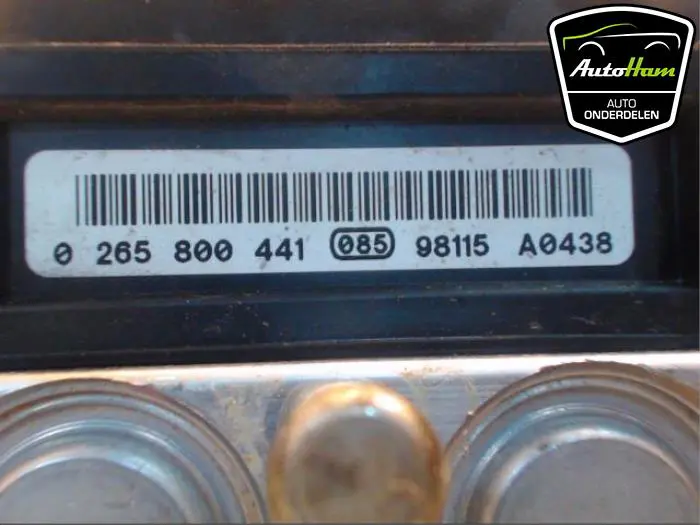 AutoHam
AUTO
ONDERDELEN
0 265 800 441 085 98115 A0438